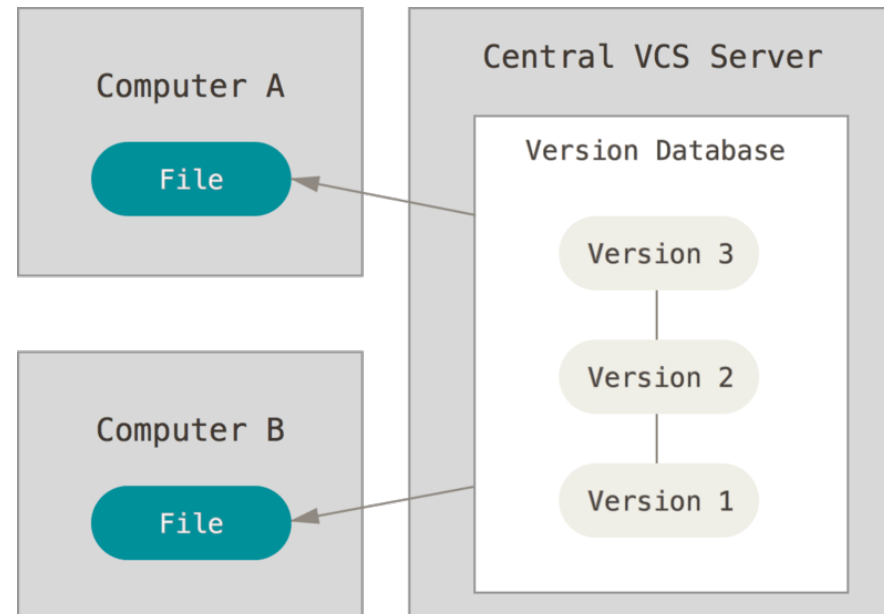 Computer A
File
Central VCS Server
Version Database
Version 3
Version 2
Version 1
Computer B
File